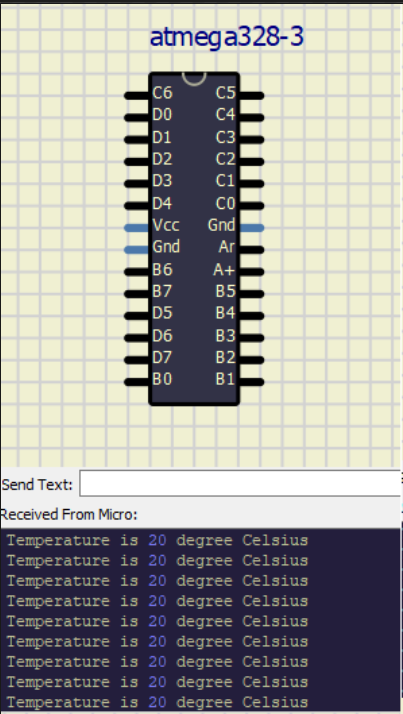 atmega328-3
C6 C5
D0 C4
D1 C3
D2 C2
D3 C1
D4 C0
Vcc Gnd
Gnd Ar
B6 A+
B7 B5
D5 B4
D6 B3
D7 B2
B0 B1
Send Text:
Received From Micro:
Temperature is 20 degree Celsius
Temperature is 20 degree Celsius
Temperature is 20 degree Celsius
Temperature is 20 degree Celsius
Temperature is 20 degree Celsius
Temperature is 20 degree Celsius
Temperature is 20 degree Celsius
Temperature is 20 degree Celsius
Temperature is 20 degree Celsius